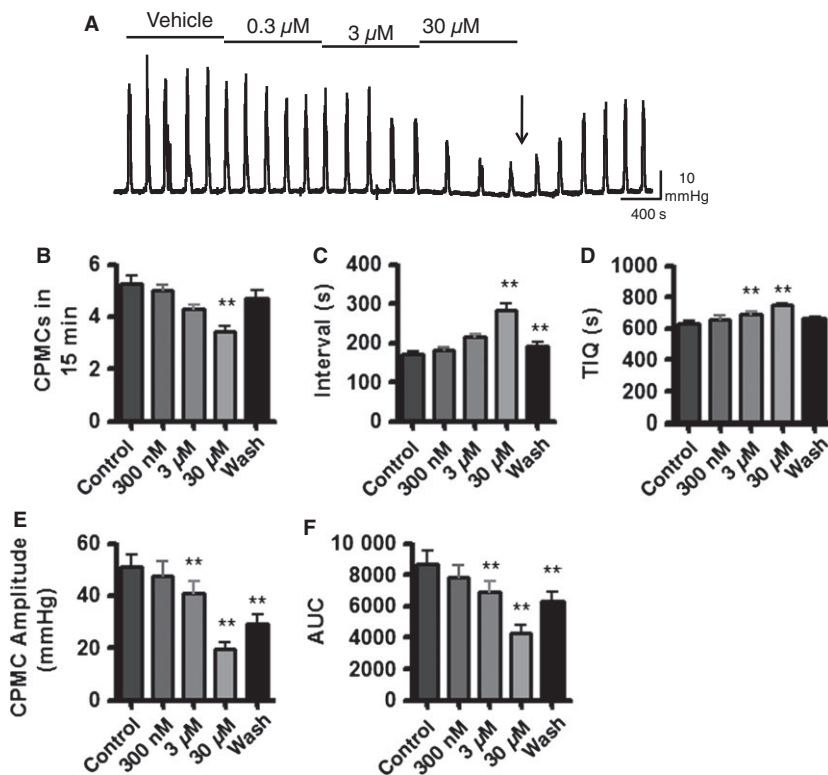 A
Vehicle
0.3 µM
3 µM
30 µM
10
mmHg
400 s
B
CPMCs in
15 min
6
4
2
0
**
Control
300 nM
3 µM
30 µM
Wash
C
Interval (s)
400
300
200
100
0
**
**
Control
300 nM
3 µM
30 µM
Wash
D
TIQ (s)
1000
800
600
400
200
0
**
**
Control
300 nM
3 µM
30 µM
Wash
E
CPMC Amplitude
(mmHg)
60
40
20
0
**
**
**
Control
300 nM
3 µM
30 µM
Wash
F
AUC
10 000
8000
6000
4000
2000
0
**
**
**
Control
300 nM
3 µM
30 µM
Wash